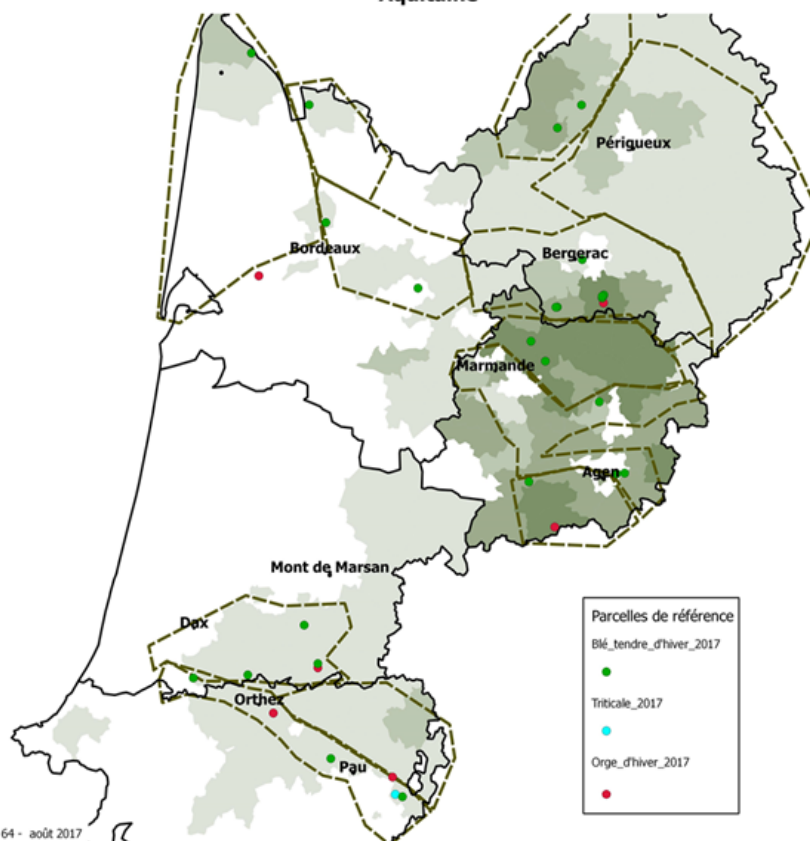 Aquitaine
Périgueux
Bordeaux
Bergerac
Marmande
Agen
Mont de Marsan
Dax
Orthez
Pau
Parcelles de référence
Blé_tendre_d'hiver_2017
Triticale_2017
Orge_d'hiver_2017
64 - août 2017